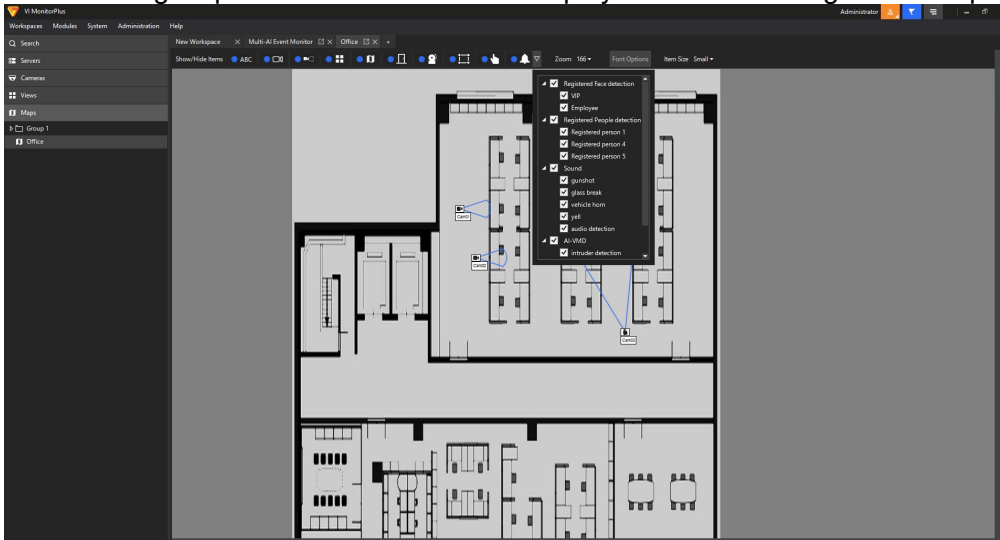 VI MonitorPlus
Administrator
Workspaces Modules System Administration Help
Search
New Workspace Multi-AI Event Monitor Office
Servers
Show/Hide Items ABC Zoom 166 Font Options Item Size Small
Cameras
Views
Maps
Group 1
Office
Registered Face detection
VIP
Employee
Registered People detection
Registered person 1
Registered person 4
Registered person 5
Sound
gunshot
glass break
vehicle horn
yell
audio detection
AI-VMD
intruder detection
Cam01
Cam02
Cam03